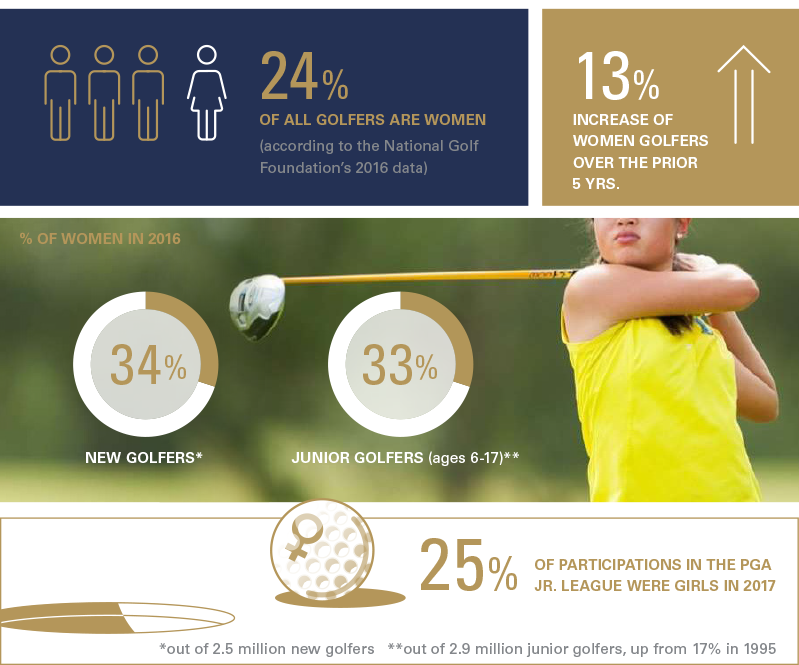 24%
OF ALL GOLFERS ARE WOMEN
(according to the National Golf
Foundation's 2016 data)
13%
INCREASE OF
WOMEN GOLFERS
OVER THE PRIOR
5 YRS.
% OF WOMEN IN 2016
34%
NEW GOLFERS*
33%
JUNIOR GOLFERS (ages 6-17)**
25%
OF PARTICIPATIONS IN THE PGA
JR. LEAGUE WERE GIRLS IN 2017
*out of 2.5 million new golfers **out of 2.9 million junior golfers, up from 17% in 1995